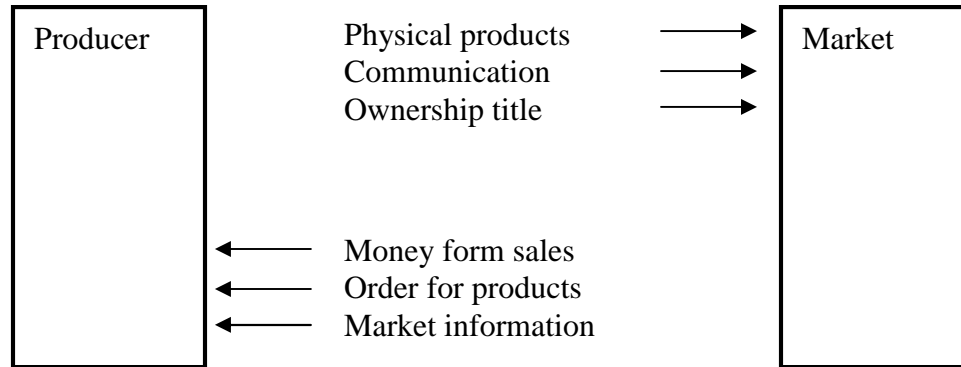 Producer
Physical products
Communication
Ownership title
Market
Money form sales
Order for products
Market information